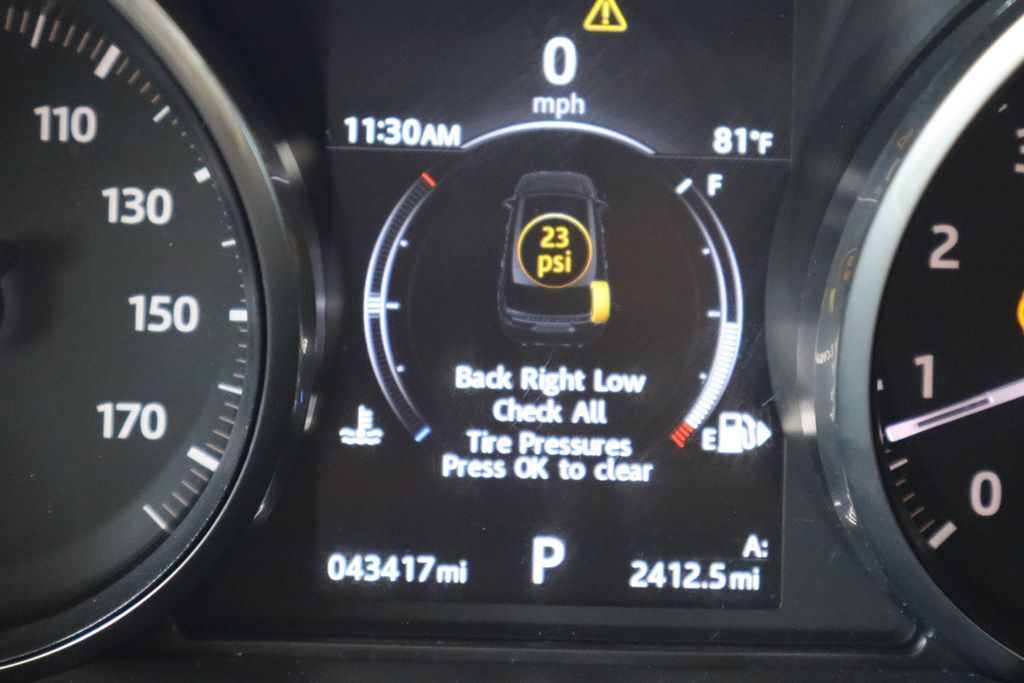 0
mph
11:30AM
81°F
110
130
150
170
F
23
psi
3
2
1
0
Back Right Low
Check All
Tire Pressures
Press OK to clear
E
043417mi
P
A:
2412.5mi